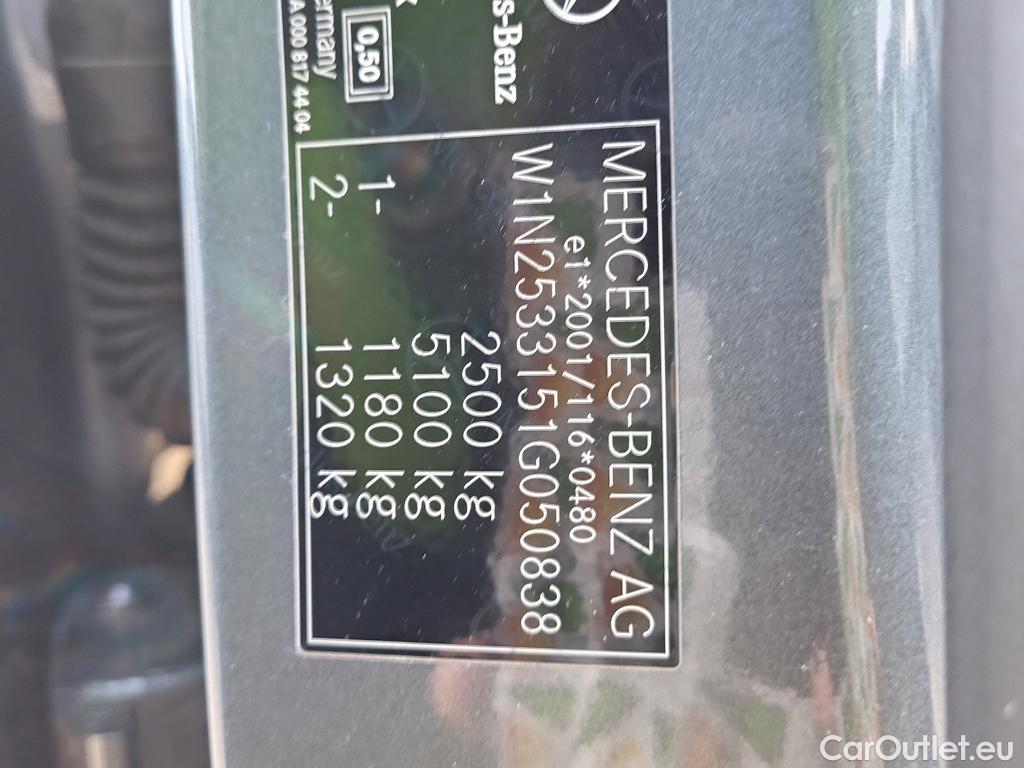 s-Benz
0,50
ermany
A 000 817 44 04
MERCEDES-BENZ AG
e1*2001/116*0480
W1N2533151G050838
2500 kg
5100 kg
1- 1180 kg
2- 1320 kg
CarOutlet.eu